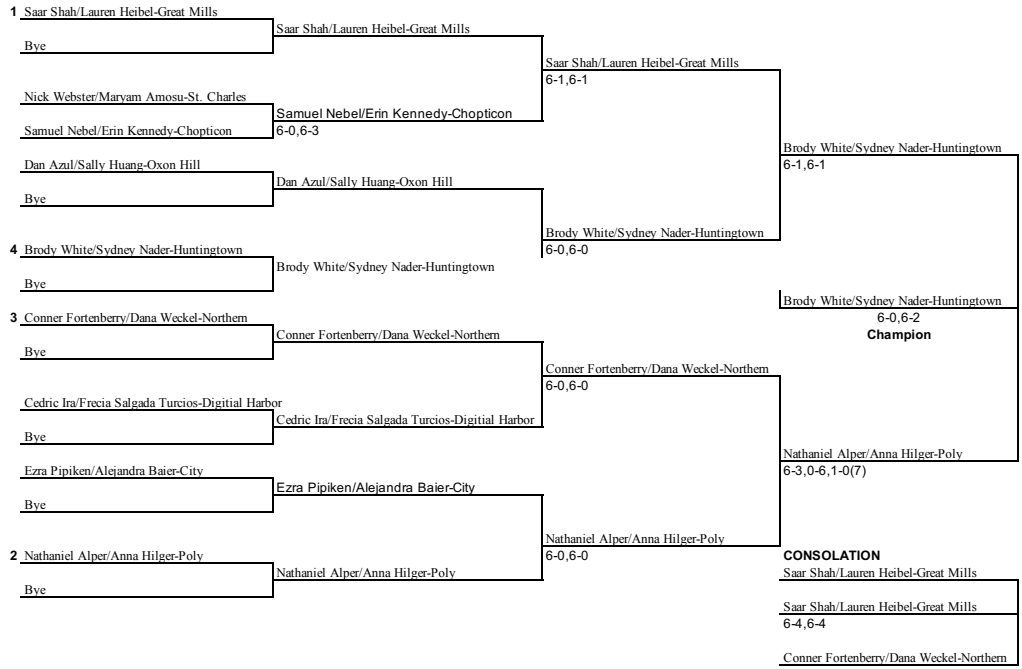 1 Saar Shah/Lauren Heibel-Great Mills
Saar Shah/Lauren Heibel-Great Mills
Bye
Saar Shah/Lauren Heibel-Great Mills
6-1,6-1
Nick Webster/Maryam Amosu-St. Charles
Samuel Nebel/Erin Kennedy-Chopticon
Samuel Nebel/Erin Kennedy-Chopticon
6-0,6-3
Brody White/Sydney Nader-Huntingtown
6-1,6-1
Dan Azul/Sally Huang-Oxon Hill
Dan Azul/Sally Huang-Oxon Hill
Bye
Brody White/Sydney Nader-Huntingtown
6-0,6-0
4 Brody White/Sydney Nader-Huntingtown
Brody White/Sydney Nader-Huntingtown
Bye
Brody White/Sydney Nader-Huntingtown
6-0,6-2
Champion
3 Conner Fortenberry/Dana Weckel-Northern
Conner Fortenberry/Dana Weckel-Northern
Bye
Conner Fortenberry/Dana Weckel-Northern
6-0,6-0
Cedric Ira/Frecia Salgada Turcios-Digitial Harbor
Cedric Ira/Frecia Salgada Turcios-Digitial Harbor
Bye
Nathaniel Alper/Anna Hilger-Poly
6-3,0-6,1-0(7)
Ezra Pipiken/Alejandra Baier-City
Ezra Pipiken/Alejandra Baier-City
Bye
Nathaniel Alper/Anna Hilger-Poly
6-0,6-0
2 Nathaniel Alper/Anna Hilger-Poly
Nathaniel Alper/Anna Hilger-Poly
Bye
CONSOLATION
Saar Shah/Lauren Heibel-Great Mills
Saar Shah/Lauren Heibel-Great Mills
6-4,6-4
Conner Fortenberry/Dana Weckel-Northern